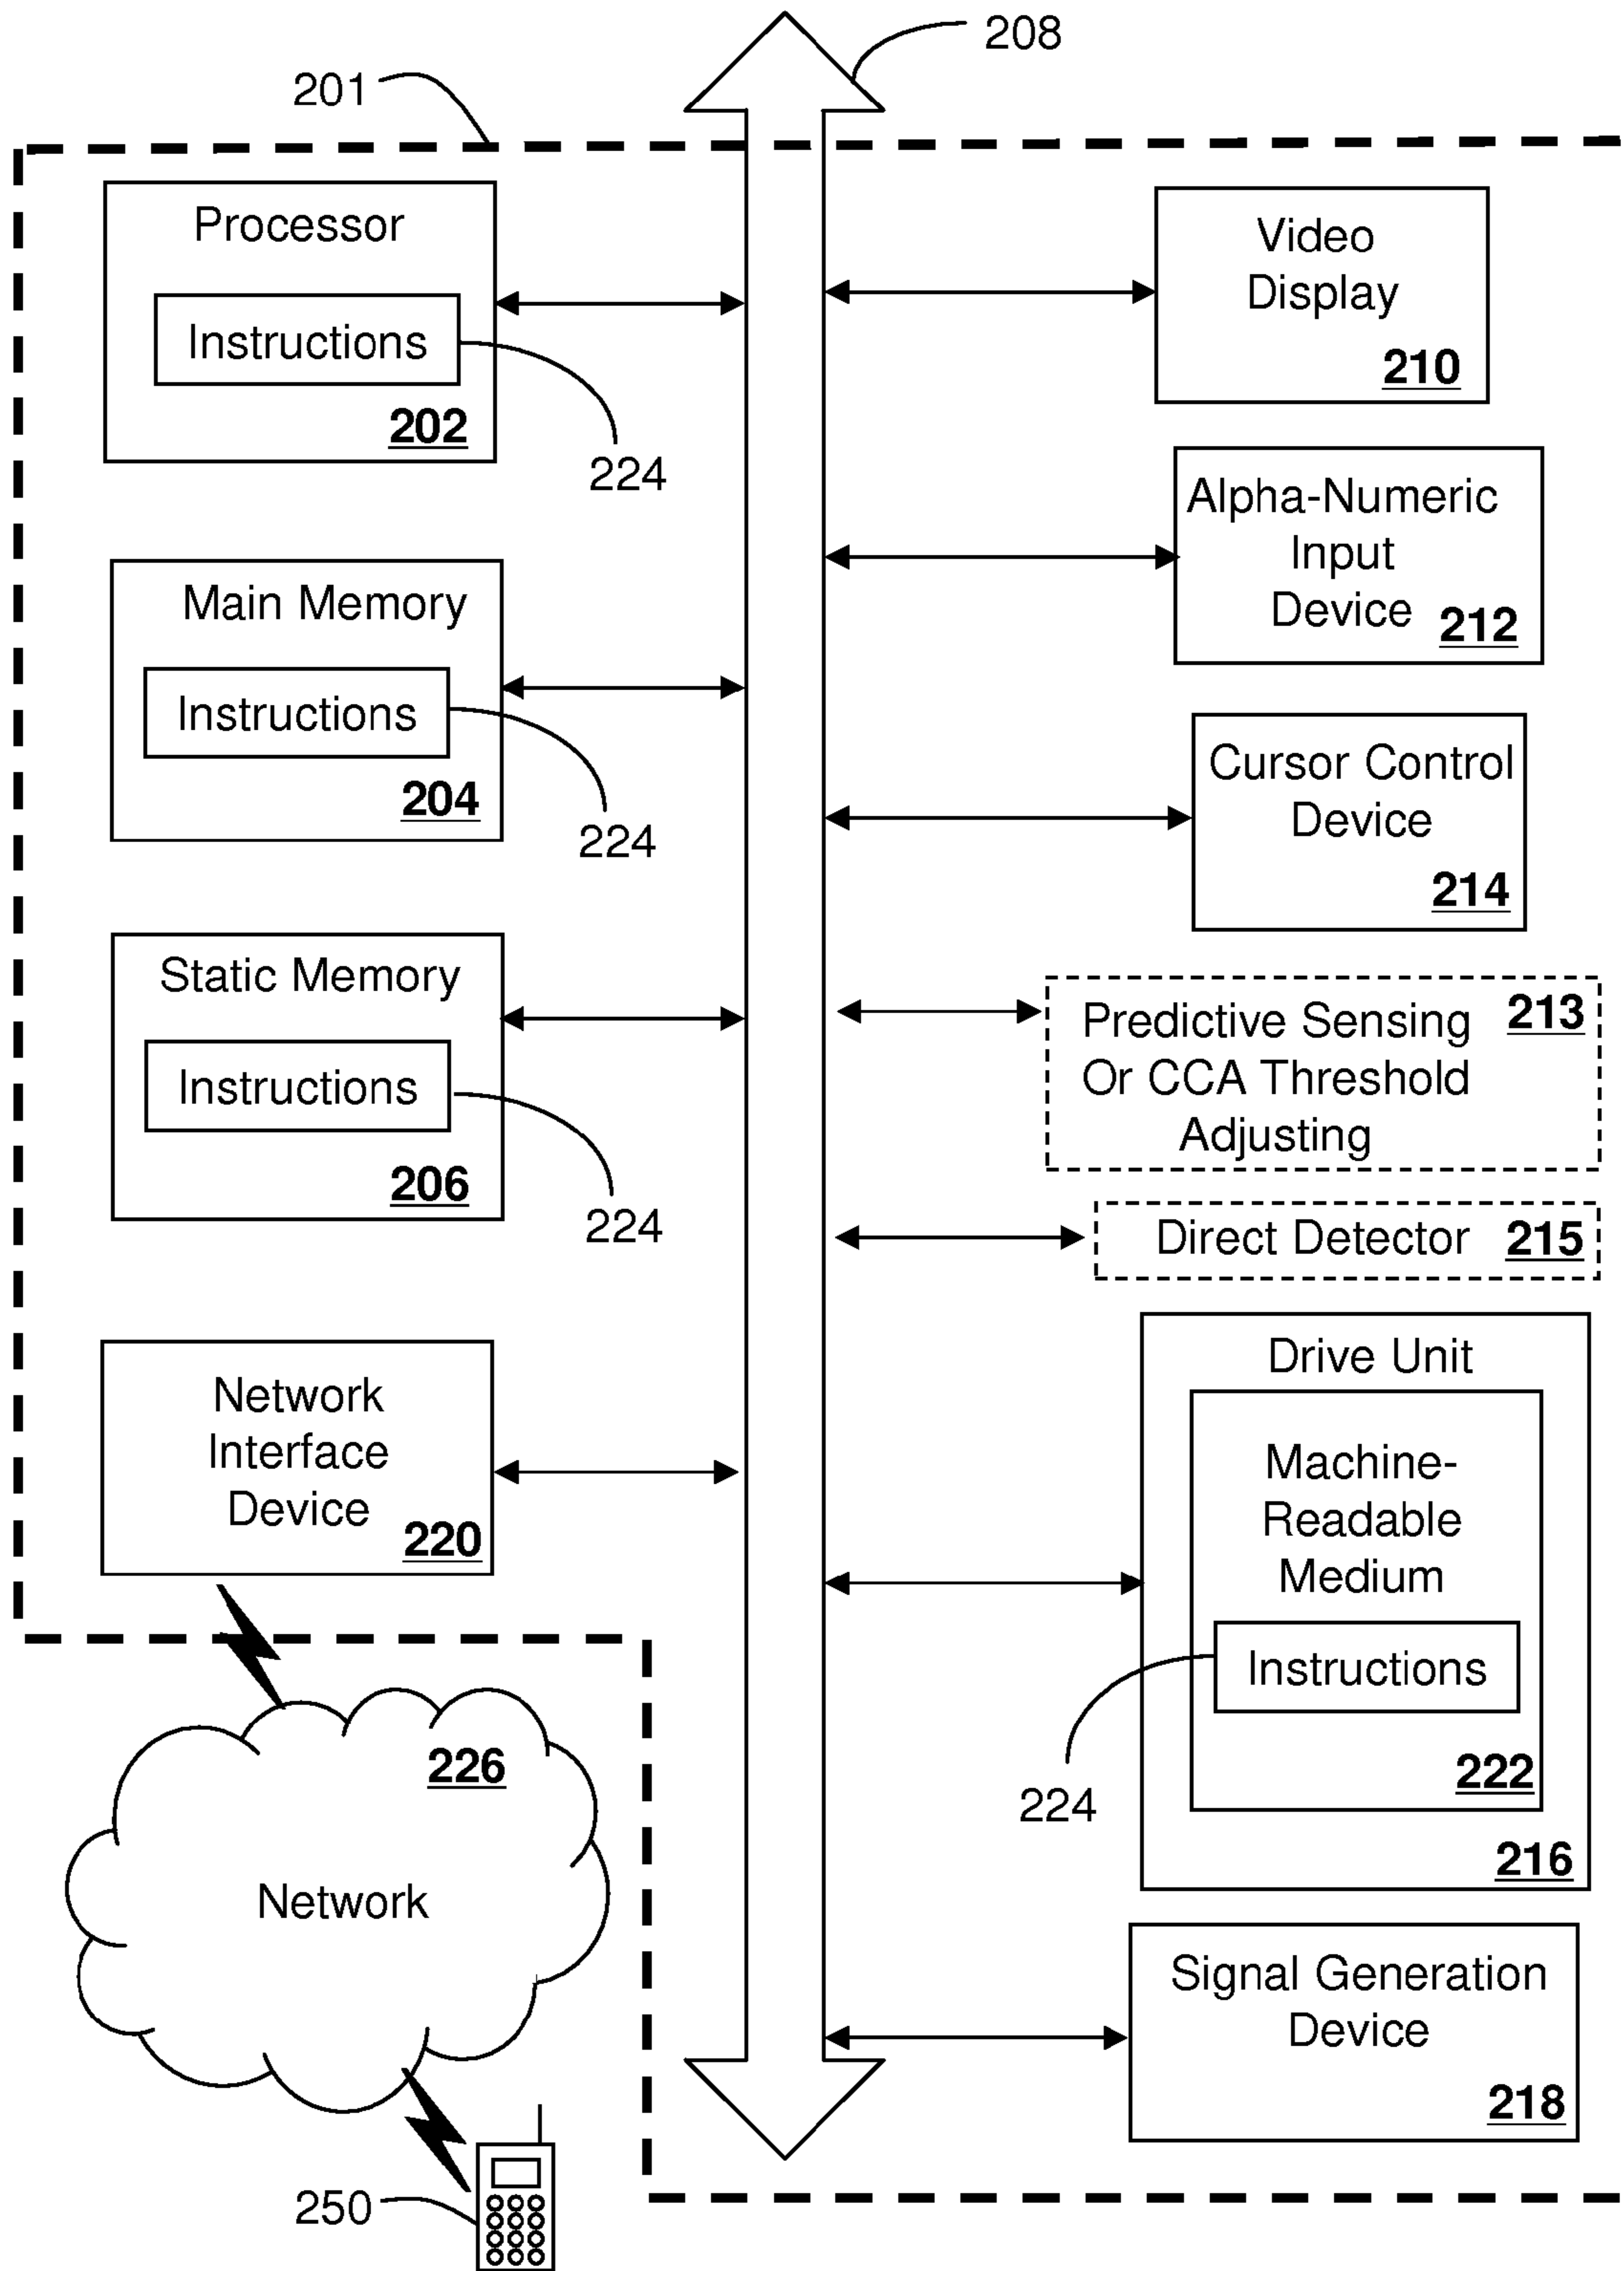 208
201
Processor
Instructions
202
224
Main Memory
Instructions
204
224
Static Memory
Instructions
206
224
Network
Interface
Device
220
226
Network
250
Video
Display
210
Alpha-Numeric
Input
Device 212
Cursor Control
Device
214
Predictive Sensing 213
Or CCA Threshold
Adjusting
Direct Detector 215
Drive Unit
Machine-
Readable
Medium
Instructions
224
222
216
Signal Generation
Device
218